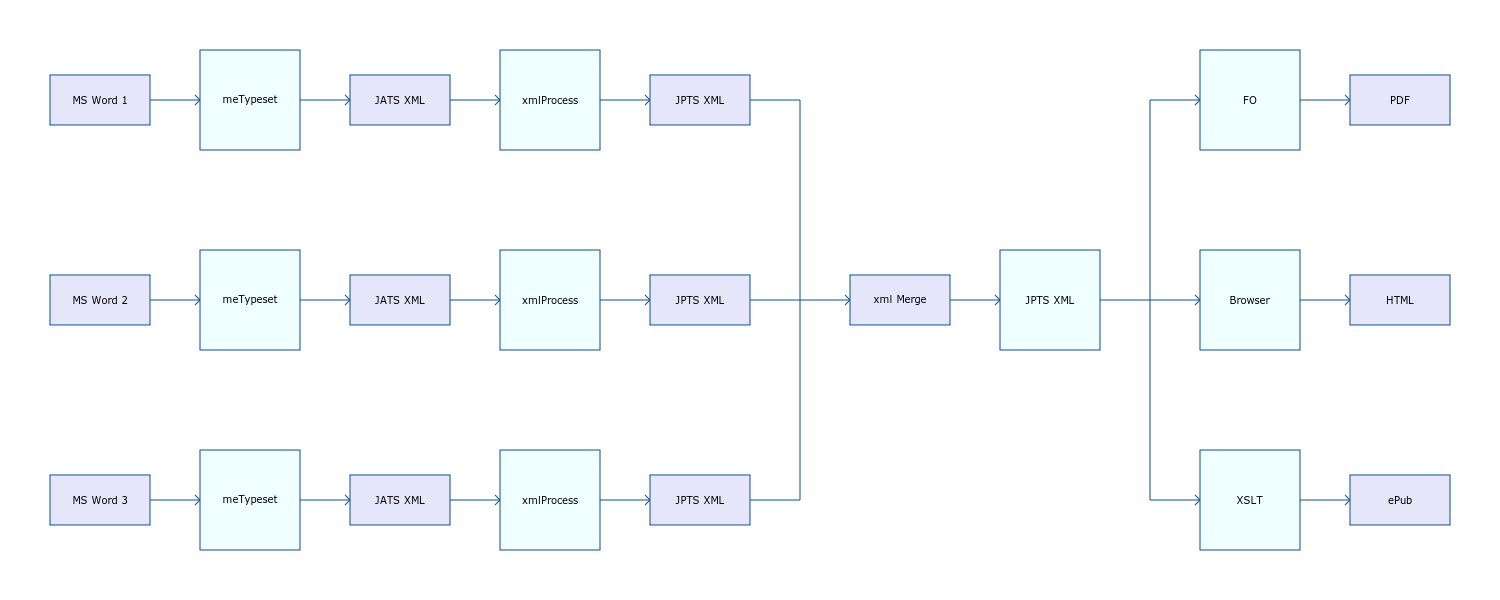 MS Word 1
meTypeset
JATS XML
xmlProcess
JPTS XML
FO
PDF
MS Word 2
meTypeset
JATS XML
xmlProcess
JPTS XML
xml Merge
JPTS XML
Browser
HTML
MS Word 3
meTypeset
JATS XML
xmlProcess
JPTS XML
XSLT
ePub